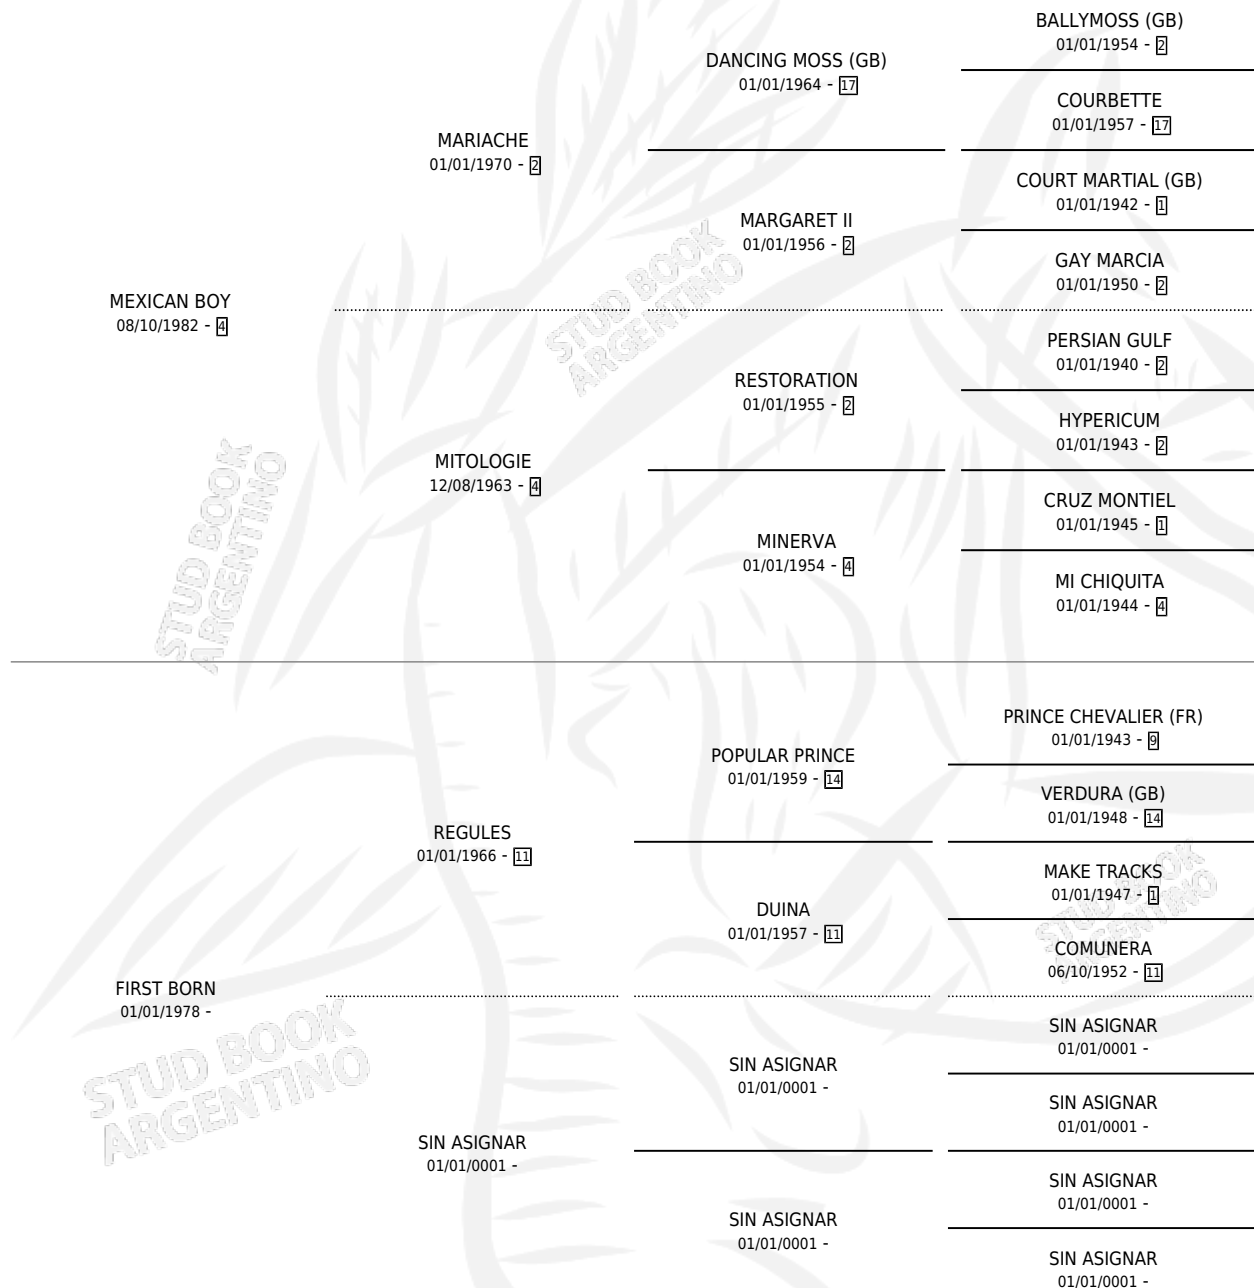 BALLYMOSS (GB)
01/01/1954 - 2
DANCING MOSS (GB)
01/01/1964 - 17
COURBETTE
01/01/1957 - 17
MARIACHE
01/01/1970 - 2
COURT MARTIAL (GB)
01/01/1942 - 1
MARGARET II
01/01/1956 - 2
GAY MARCIA
01/01/1950 - 2
MEXICAN BOY
08/10/1982 - 4
STUD BOOK
ARGENTINO
PERSIAN GULF
01/01/1940 - 2
RESTORATION
01/01/1955 - 2
HYPERICUM
01/01/1943 - 2
MITOLOGIE
12/08/1963 - 4
CRUZ MONTIEL
01/01/1945 - 1
MINERVA
01/01/1954 - 4
MI CHIQUITA
01/01/1944 - 4
STUD BOOK
ARGENTINO
PRINCE CHEVALIER (FR)
01/01/1943 - 9
POPULAR PRINCE
01/01/1959 - 14
VERDURA (GB)
01/01/1948 - 14
REGULES
01/01/1966 - 11
MAKE TRACKS
01/01/1947 - 1
DUINA
01/01/1957 - 11
STUD BOOK
ARGENTINO
COMUNERA
06/10/1952 - 11
FIRST BORN
01/01/1978 -
SIN ASIGNAR
01/01/0001 -
SIN ASIGNAR
01/01/0001 -
SIN ASIGNAR
01/01/0001 -
STUD BOOK
ARGENTINO
SIN ASIGNAR
01/01/0001 -
SIN ASIGNAR
01/01/0001 -
SIN ASIGNAR
01/01/0001 -
SIN ASIGNAR
01/01/0001 -